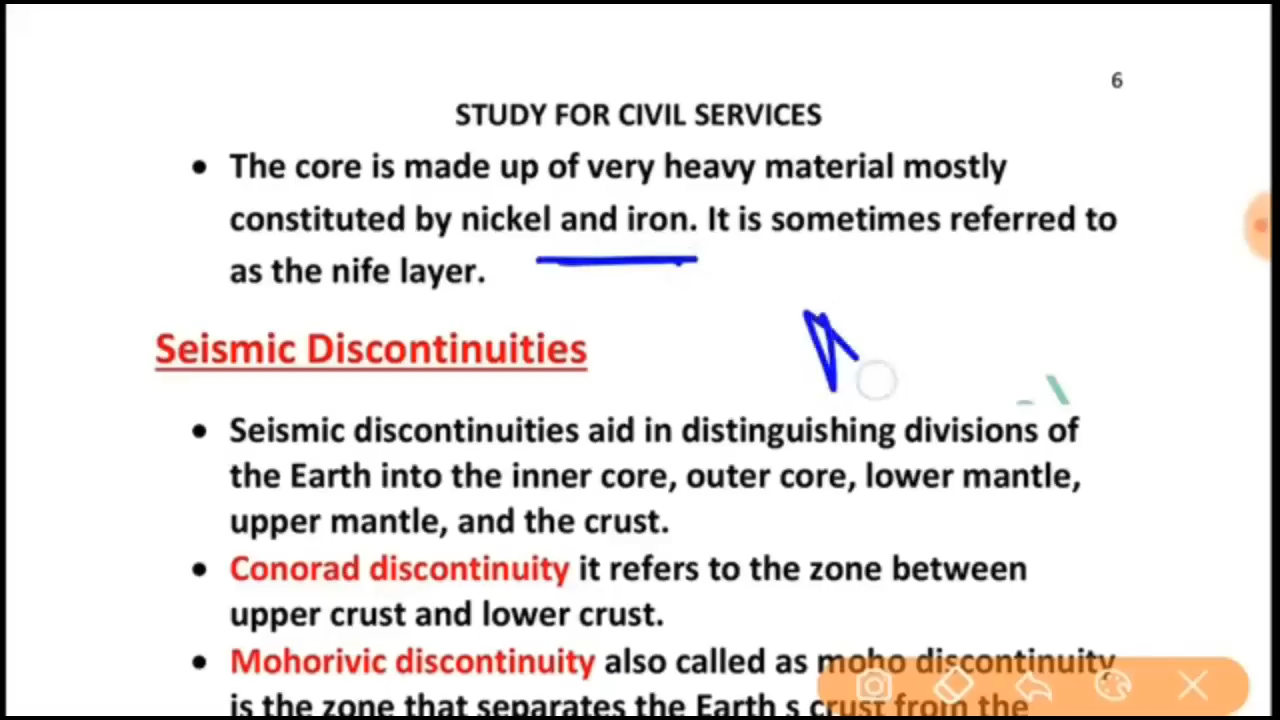 6
STUDY FOR CIVIL SERVICES
• The core is made up of very heavy material mostly
constituted by nickel and iron. It is sometimes referred to
as the nife layer.
Seismic Discontinuities
• Seismic discontinuities aid in distinguishing divisions of
the Earth into the inner core, outer core, lower mantle,
upper mantle, and the crust.
• Conorad discontinuity it refers to the zone between
upper crust and lower crust.
• Mohorivic discontinuity also called as moho discontinuity
is the zone that separates the Earth s crust from the